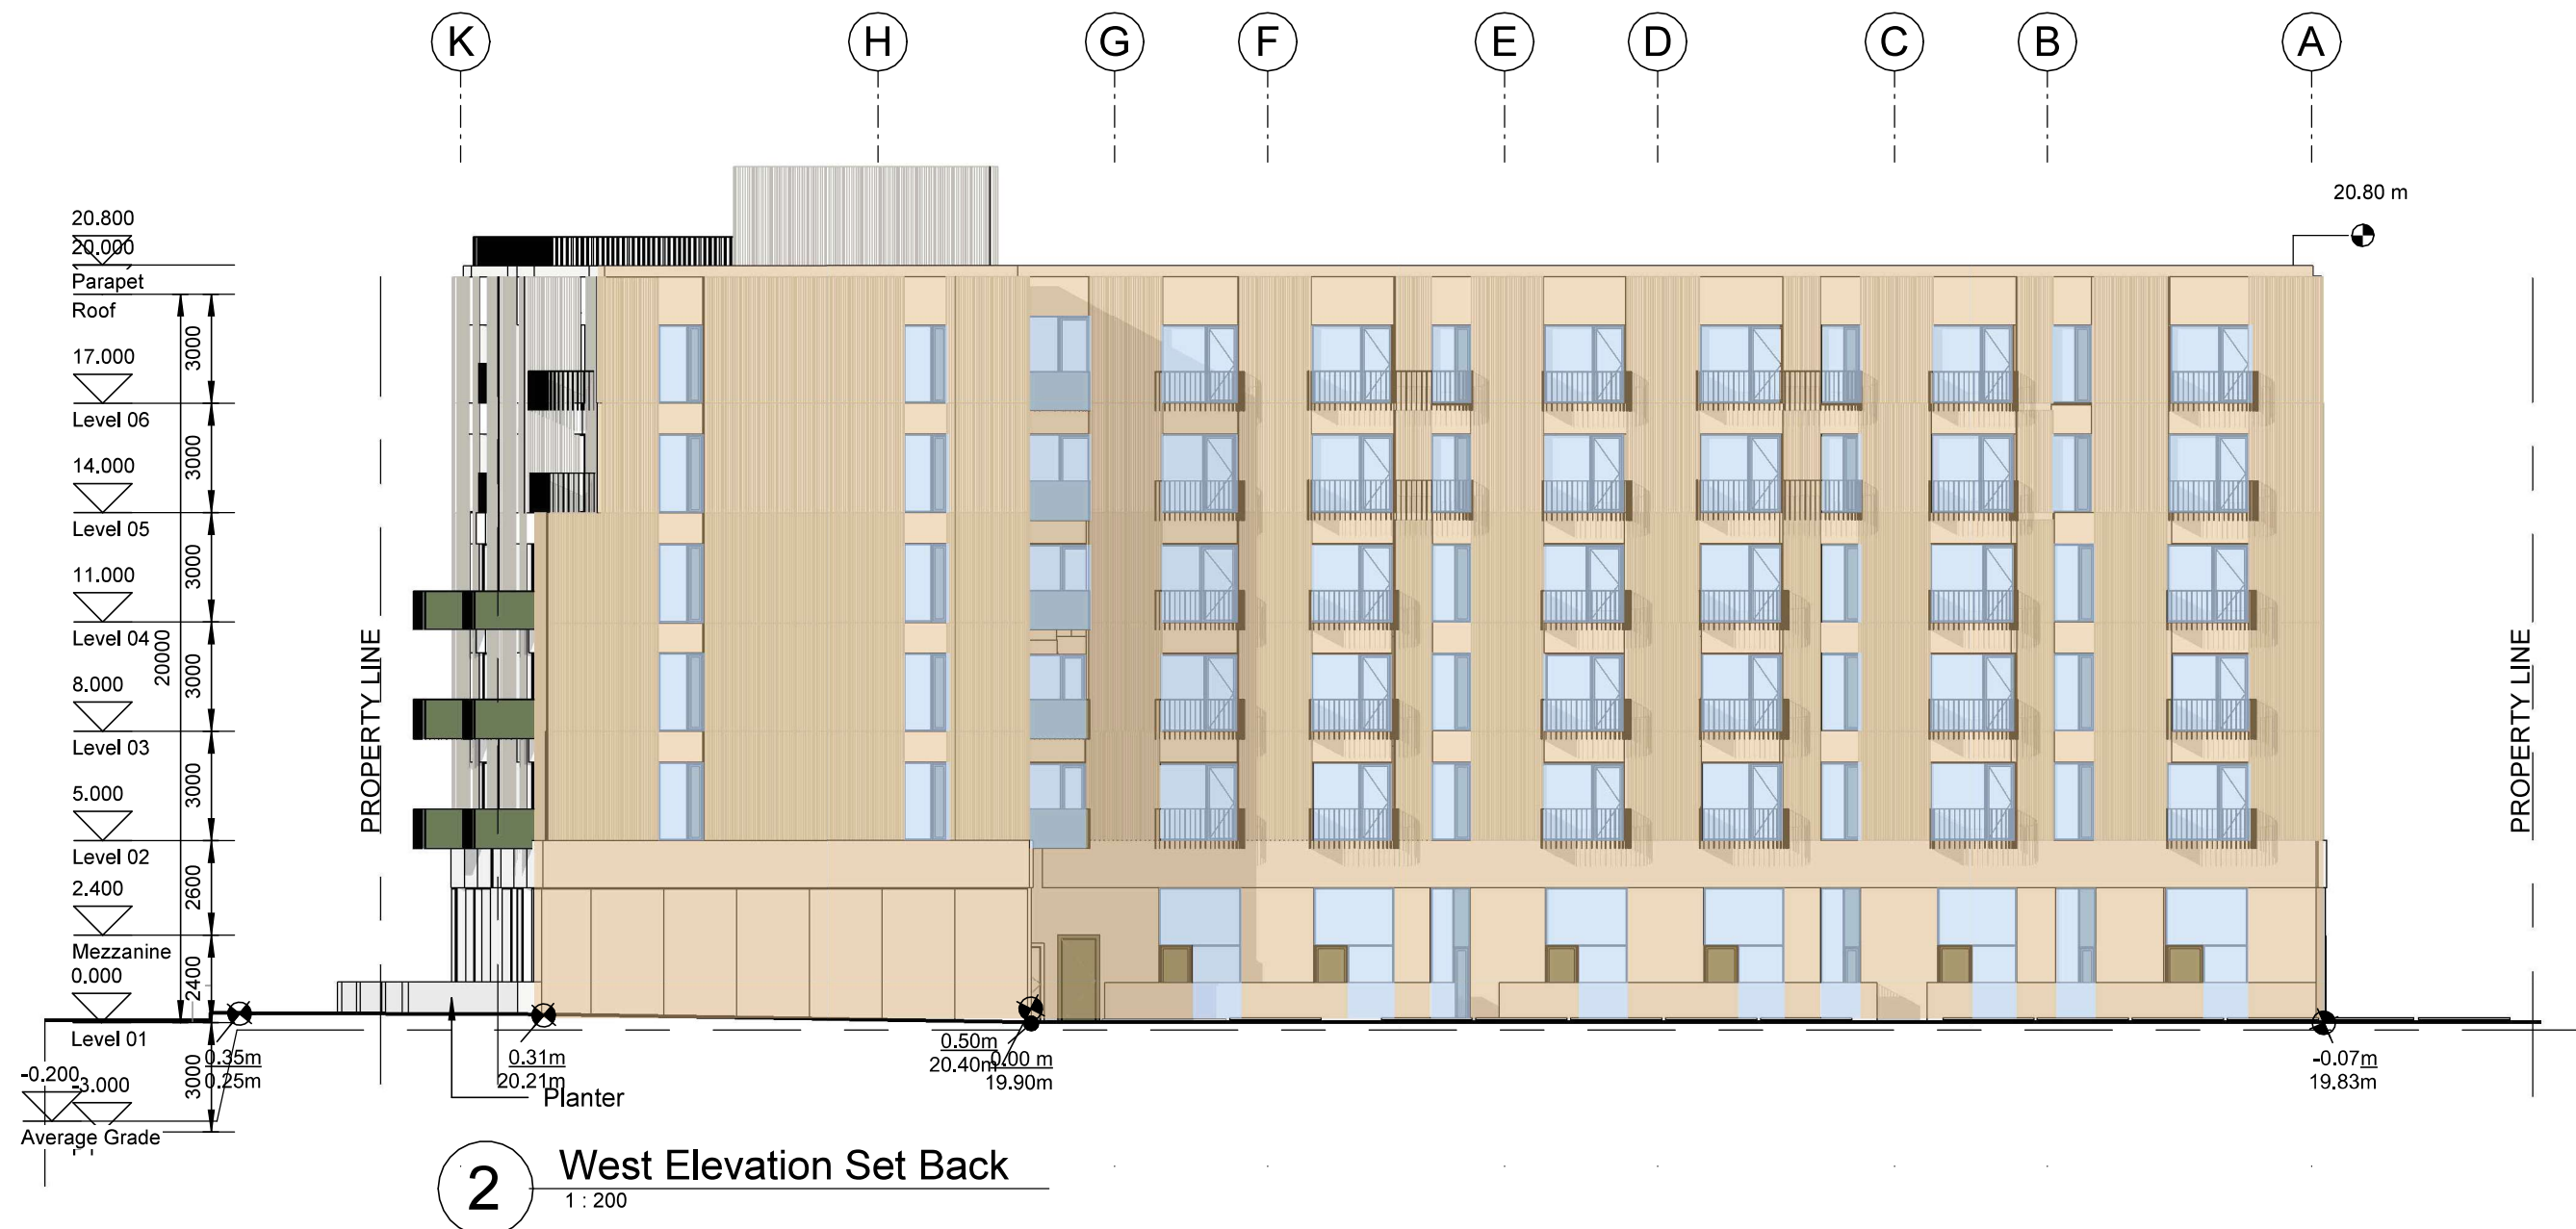 K H G F E D C B A
20.80 m
20.800
20.000
Parapet
Roof
17.000
3000
Level 06
14.000
3000
Level 05
11.000
3000
Level 04
20000
8.000
3000
Level 03
5.000
3000
Level 02
2.400
2600
Mezzanine
0.000
2400
Level 01
-0.200
-3.000
3000
Average Grade
PROPERTY LINE
PROPERTY LINE
0.35m
0.25m
0.31m
20.21m
Planter
0.50m
20.40m
0.00 m
19.90m
-0.07m
19.83m
2
West Elevation Set Back
1 : 200